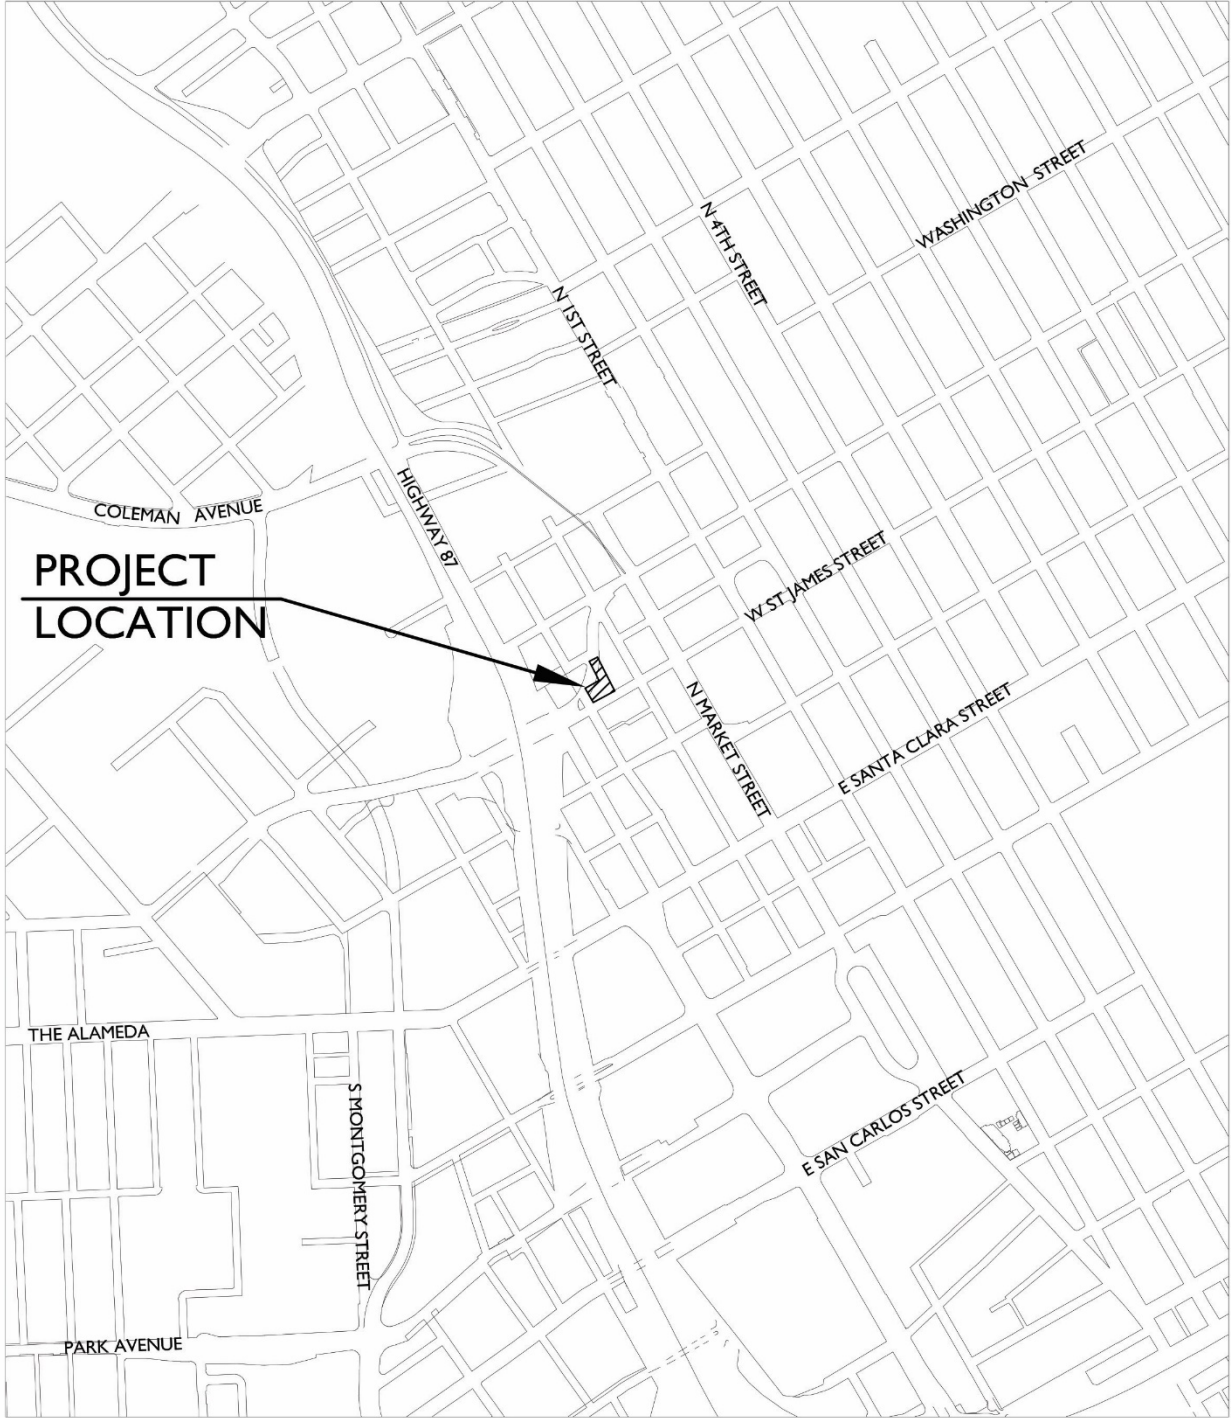 WASHINGTON STREET
N 4TH STREET
N 1ST STREET
HIGHWAY 87
COLEMAN AVENUE
PROJECT
LOCATION
W ST JAMES STREET
N MARKET STREET
E SANTA CLARA STREET
THE ALAMEDA
S MONTGOMERY STREET
E SAN CARLOS STREET
PARK AVENUE